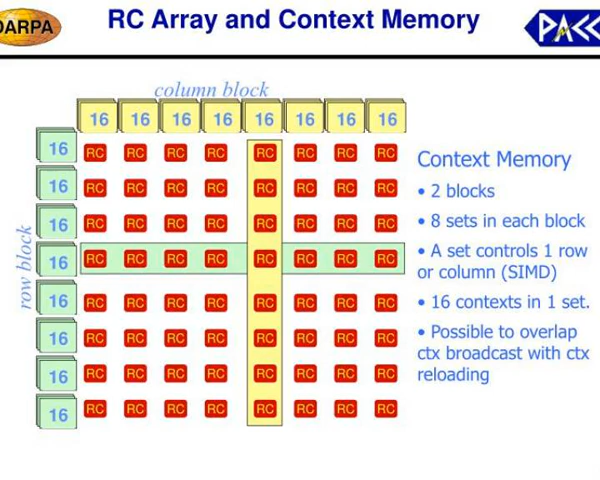 DARPA
RC Array and Context Memory
PACC
column block
16 16 16 16 16 16 16 16
row block
16 RC RC RC RC RC RC RC RC
16 RC RC RC RC RC RC RC RC
16 RC RC RC RC RC RC RC RC
16 RC RC RC RC RC RC RC RC
16 RC RC RC RC RC RC RC RC
16 RC RC RC RC RC RC RC RC
16 RC RC RC RC RC RC RC RC
16 RC RC RC RC RC RC RC RC
Context Memory
• 2 blocks
• 8 sets in each block
• A set controls 1 row
or column (SIMD)
• 16 contexts in 1 set.
• Possible to overlap
ctx broadcast with ctx
reloading